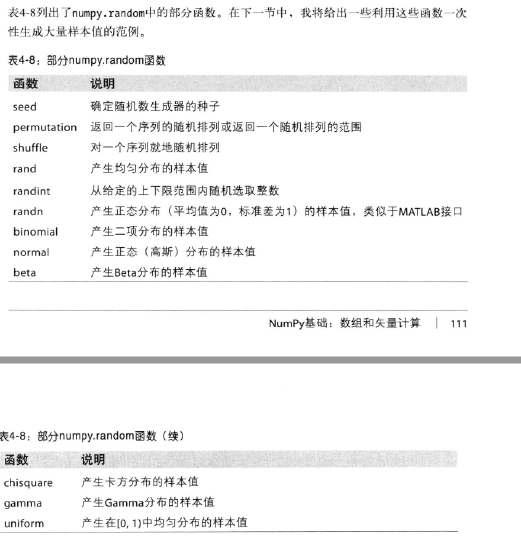 表4-8列出了numpy.random中的部分函数。在下一节中，我将给出一些利用这些函数一次
性生成大量样本值的范例。
表4-8：部分numpy.random函数
函数 说明
seed 确定随机数生成器的种子
permutation 返回一个序列的随机排列或返回一个随机排列的范围
shuffle 对一个序列就地随机排列
rand 产生均匀分布的样本值
randint 从给定的上下限范围内随机选取整数
randn 产生正态分布（平均值为0，标准差为1）的样本值，类似于MATLAB接口
binomial 产生二项分布的样本值
normal 产生正态（高斯）分布的样本值
beta 产生Beta分布的样本值
NumPy基础：数组和矢量计算 | 111
表4-8：部分numpy.random函数（续）
函数 说明
chisquare 产生卡方分布的样本值
gamma 产生Gamma分布的样本值
uniform 产生在[0, 1)中均匀分布的样本值